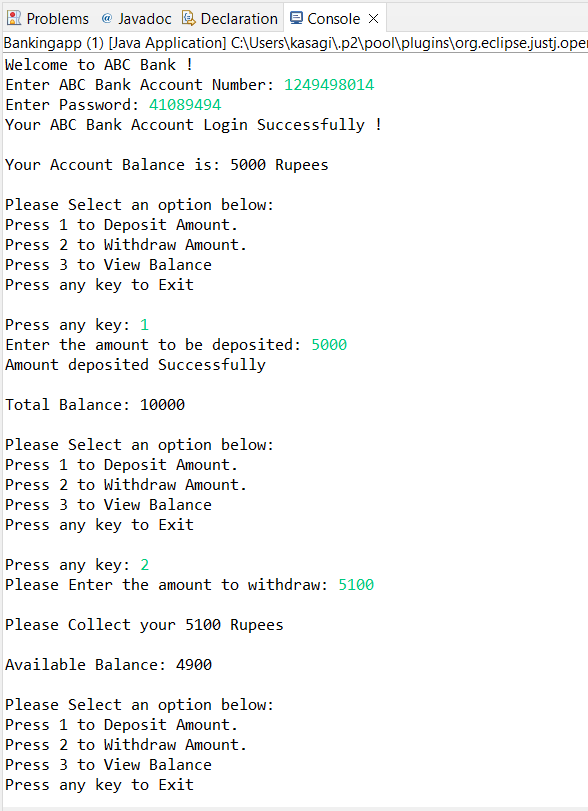 Problems @ Javadoc Declaration Console
Bankingapp (1) [Java Application] C:\Users\kasagi\.p2\pool\plugins\org.eclipse.justj.ope
Welcome to ABC Bank !
Enter ABC Bank Account Number: 1249498014
Enter Password: 41089494
Your ABC Bank Account Login Successfully !
Your Account Balance is: 5000 Rupees
Please Select an option below:
Press 1 to Deposit Amount.
Press 2 to Withdraw Amount.
Press 3 to View Balance
Press any key to Exit
Press any key: 1
Enter the amount to be deposited: 5000
Amount deposited Successfully
Total Balance: 10000
Please Select an option below:
Press 1 to Deposit Amount.
Press 2 to Withdraw Amount.
Press 3 to View Balance
Press any key to Exit
Press any key: 2
Please Enter the amount to withdraw: 5100
Please Collect your 5100 Rupees
Available Balance: 4900
Please Select an option below:
Press 1 to Deposit Amount.
Press 2 to Withdraw Amount.
Press 3 to View Balance
Press any key to Exit